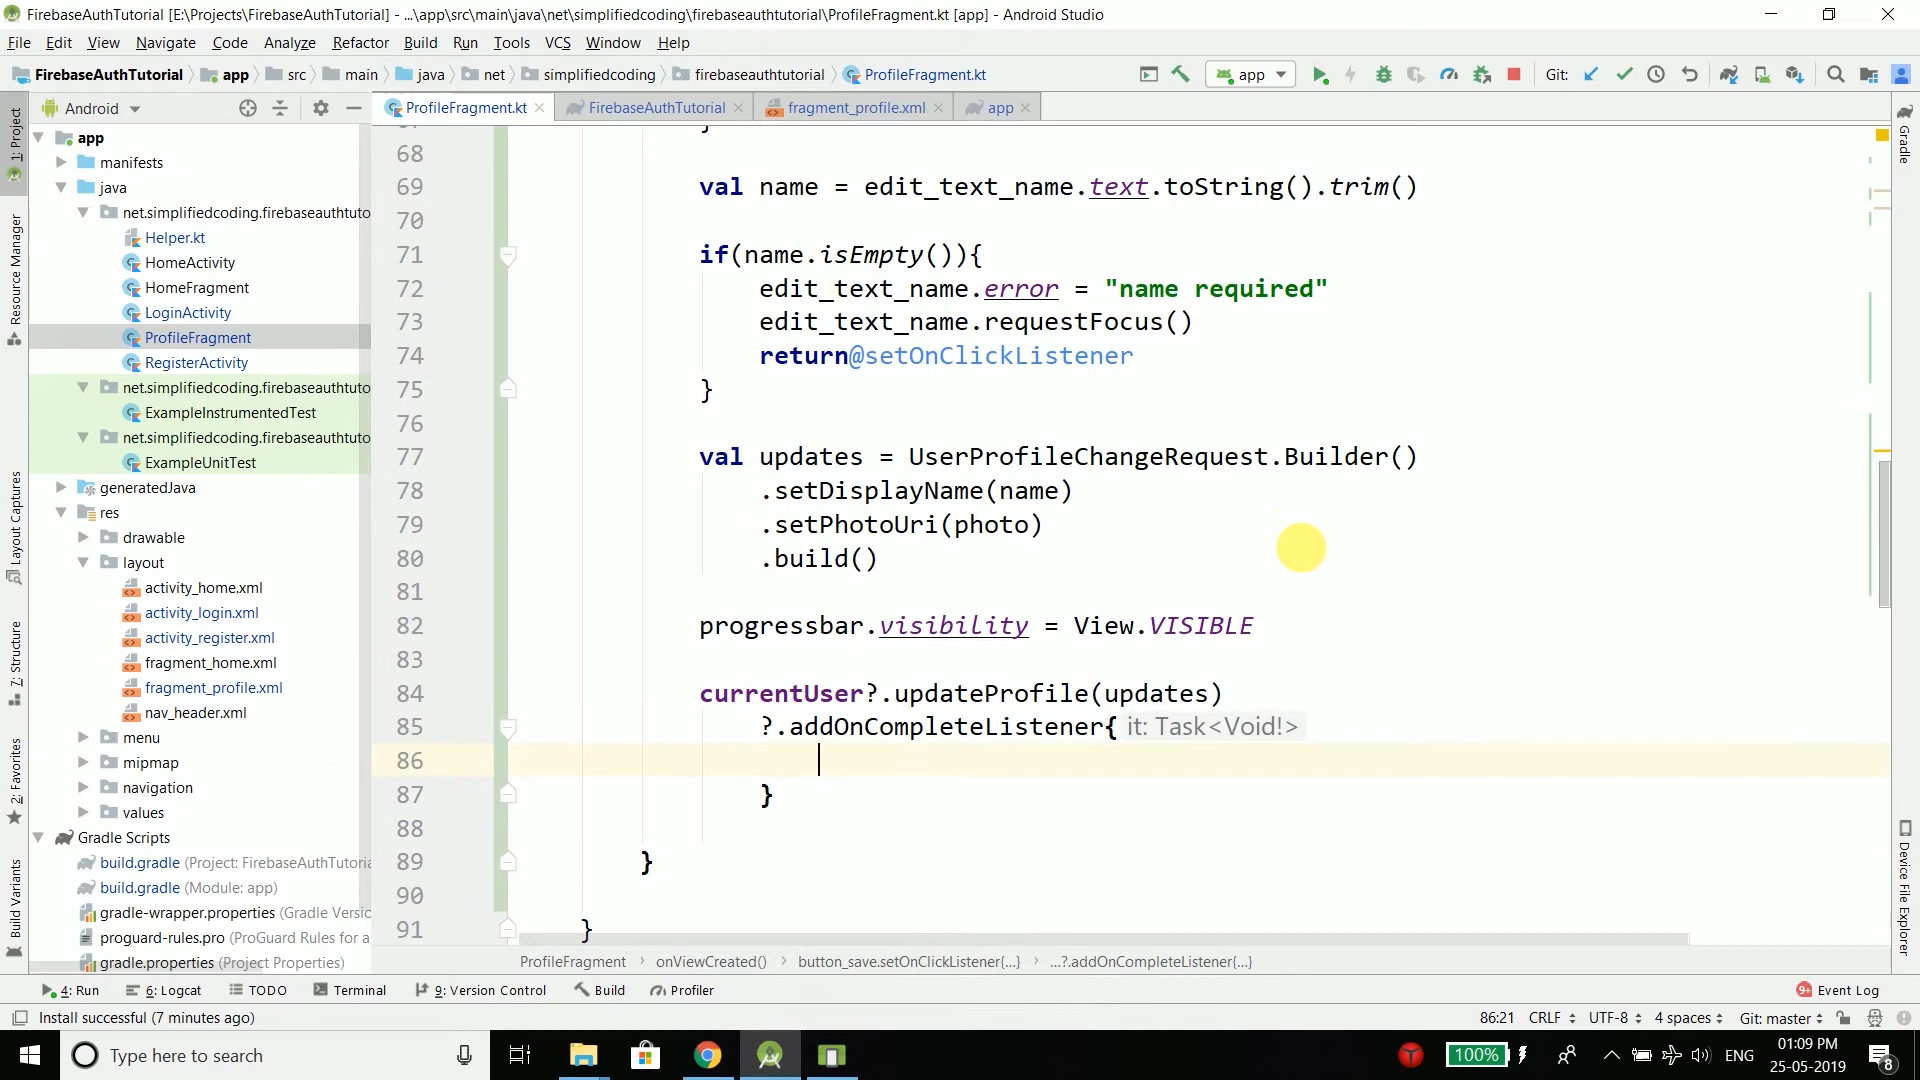 FirebaseAuthTutorial [E:\Projects\FirebaseAuthTutorial] - ...\app\src\main\java\net\simplifiedcoding\firebaseauthtutorial\ProfileFragment.kt [app] - Android Studio
File Edit View Navigate Code Analyze Refactor Build Run Tools VCS Window Help
FirebaseAuthTutorial app src main java net simplifiedcoding firebaseauthtutorial ProfileFragment.kt app Git:
Android
ProfileFragment.kt FirebaseAuthTutorial fragment_profile.xml app
1: Project
Resource Manager
Layout Captures
7: Structure
2: Favorites
Build Variants
app
manifests
java
net.simplifiedcoding.firebaseauthtuto
Helper.kt
HomeActivity
HomeFragment
LoginActivity
ProfileFragment
RegisterActivity
net.simplifiedcoding.firebaseauthtuto
ExampleInstrumentedTest
net.simplifiedcoding.firebaseauthtuto
ExampleUnitTest
generatedJava
res
drawable
layout
activity_home.xml
activity_login.xml
activity_register.xml
fragment_home.xml
fragment_profile.xml
nav_header.xml
menu
mipmap
navigation
values
Gradle Scripts
build.gradle (Project: FirebaseAuthTutoria
build.gradle (Module: app)
gradle-wrapper.properties (Gradle Versio
proguard-rules.pro (ProGuard Rules for a
gradle.properties (Project Properties)
68
69 val name = edit_text_name.text.toString().trim()
70
71 if(name.isEmpty()){
72 edit_text_name.error = "name required"
73 edit_text_name.requestFocus()
74 return@setOnClickListener
75 }
76
77 val updates = UserProfileChangeRequest.Builder()
78 .setDisplayName(name)
79 .setPhotoUri(photo)
80 .build()
81
82 progressbar.visibility = View.VISIBLE
83
84 currentUser?.updateProfile(updates)
85 ?.addOnCompleteListener{ it: Task<Void!>
86
87 }
88
89 }
90
91 }
Gradle
Device File Explorer
ProfileFragment onViewCreated() button_save.setOnClickListener{...} ...?.addOnCompleteListener{...}
4: Run 6: Logcat TODO Terminal 9: Version Control Build Profiler 9+ Event Log
Install successful (7 minutes ago) 86:21 CRLF UTF-8 4 spaces Git: master
Type here to search 100% ENG 01:09 PM
25-05-2019 8